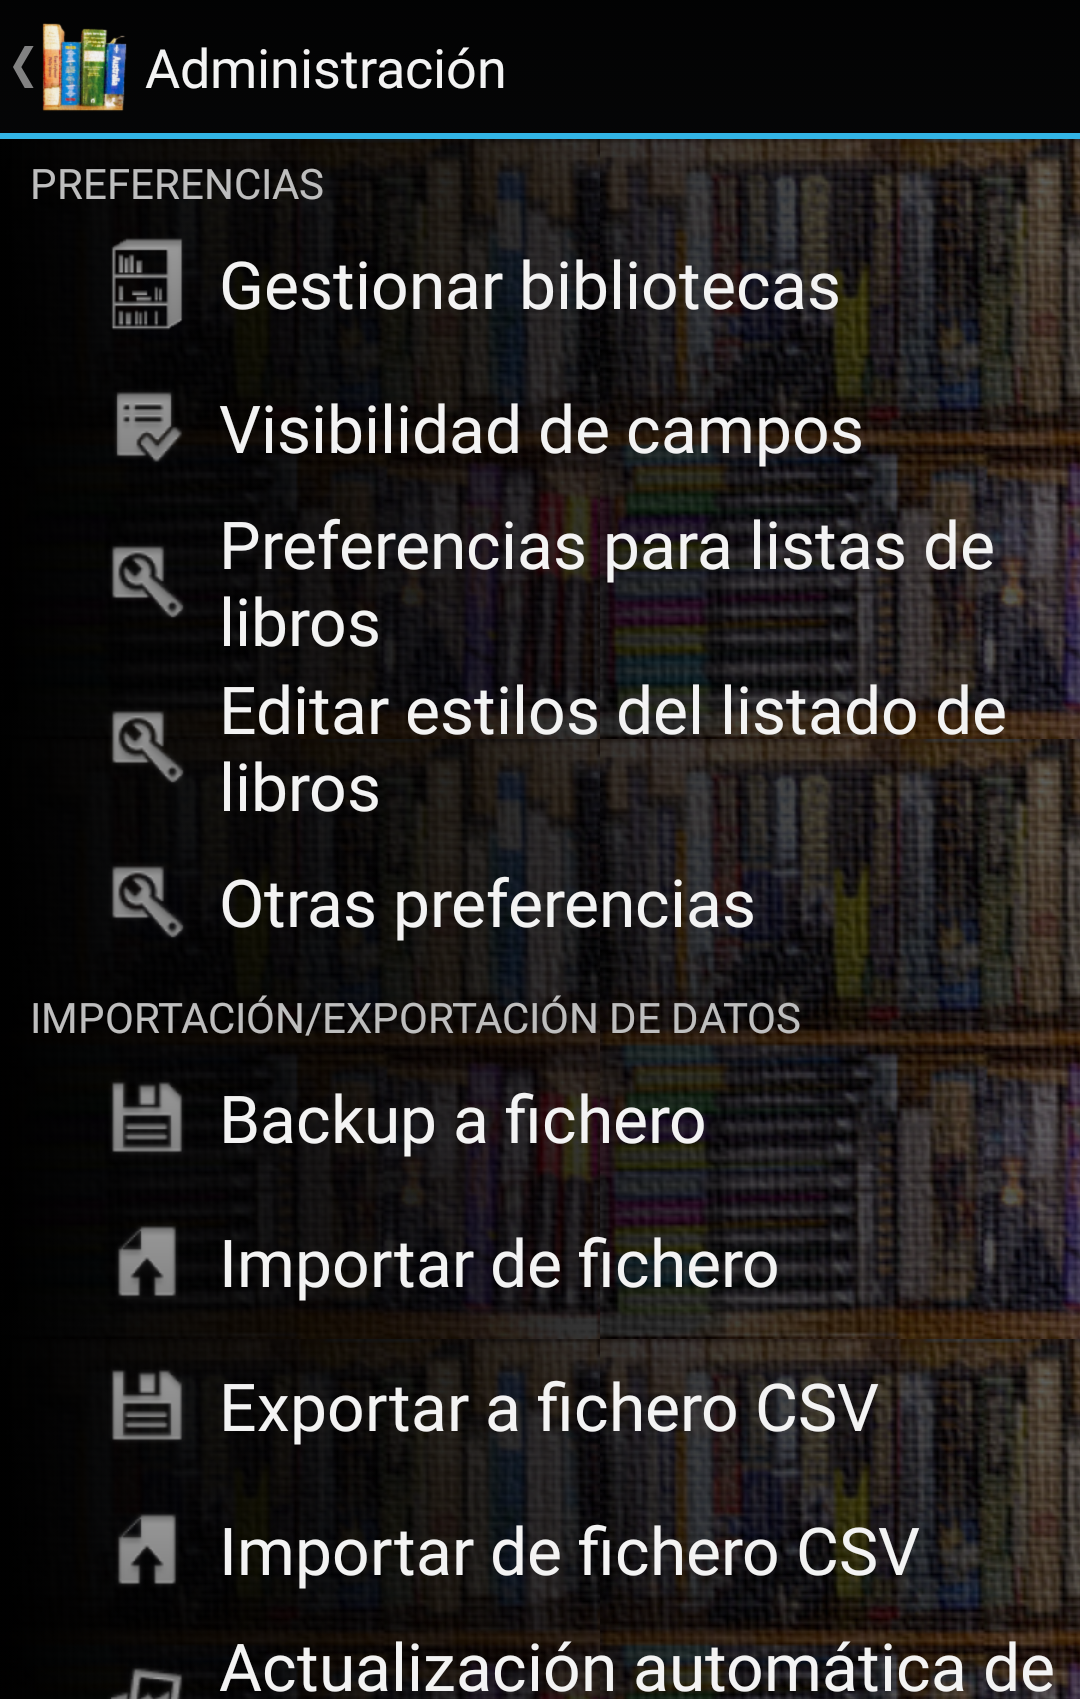 Administración
PREFERENCIAS
Gestionar bibliotecas
Visibilidad de campos
Preferencias para listas de
libros
Editar estilos del listado de
libros
Otras preferencias
IMPORTACIÓN/EXPORTACIÓN DE DATOS
Backup a fichero
Importar de fichero
Exportar a fichero CSV
Importar de fichero CSV
Actualización automática de